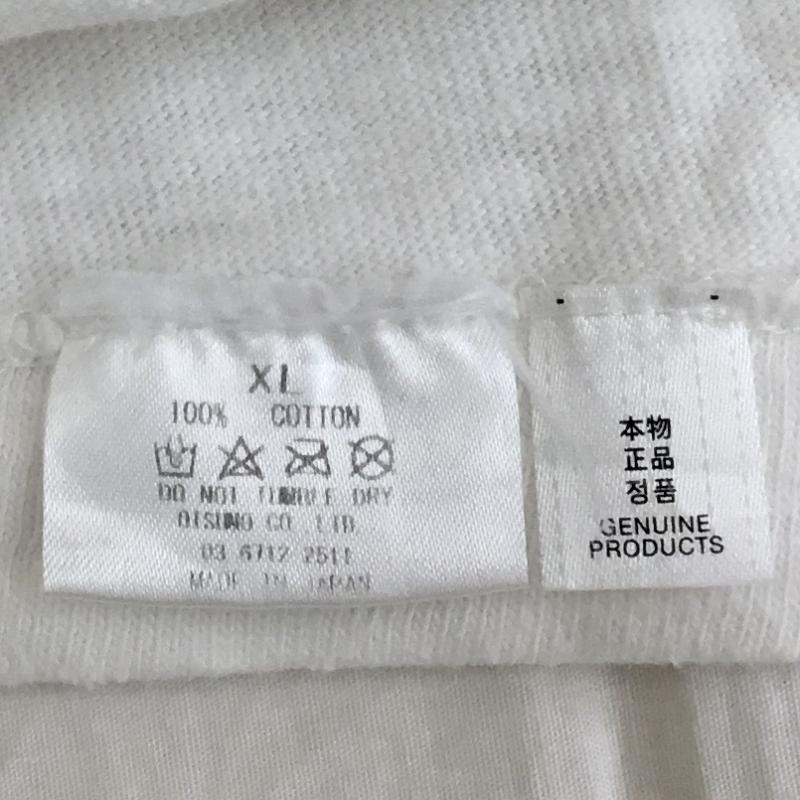 XL
100% COTTON
DO NOT TUMBLE DRY
CO. LTD.
03 6712 2511
MADE IN JAPAN
本物
正品
정품
GENUINE
PRODUCTS